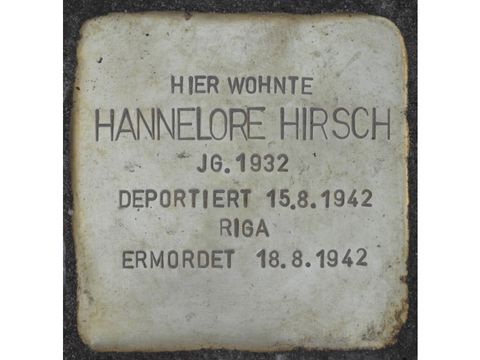 HIER WOHNTE
HANNELORE HIRSCH
JG. 1932
DEPORTIERT 15.8.1942
RIGA
ERMORDET 18.8.1942